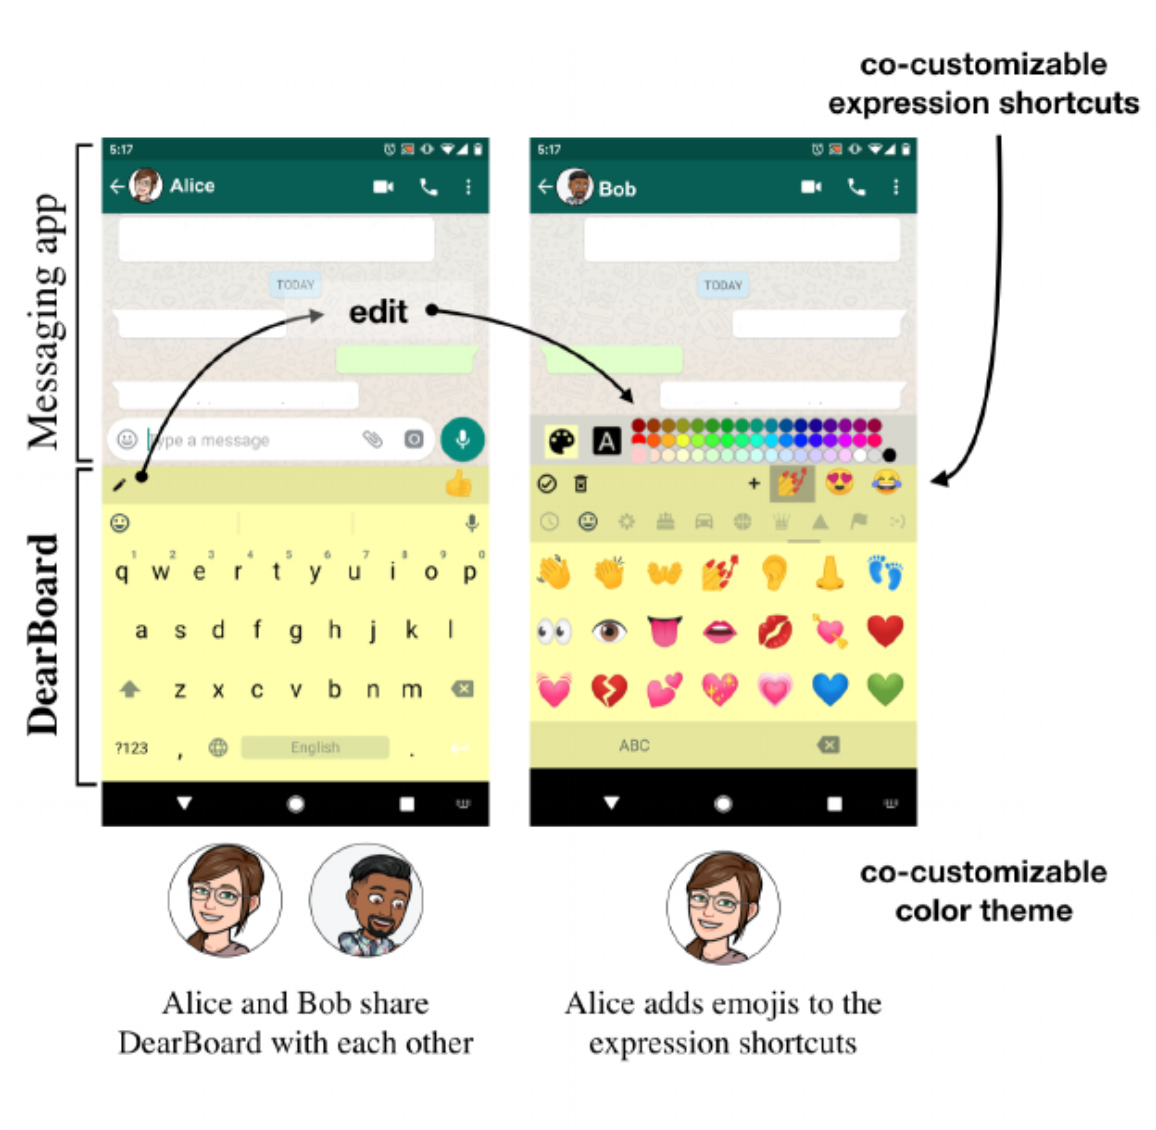 co-customizable
expression shortcuts
Messaging app
5:17
Alice
TODAY
edit
Type a message
5:17
Bob
TODAY
A
DearBoard
1 2 3 4 5 6 7 8 9 0
q w e r t y u i o p
a s d f g h j k l
z x c v b n m
?123 , English .
:-)
ABC
co-customizable
color theme
Alice and Bob share
DearBoard with each other
Alice adds emojis to the
expression shortcuts